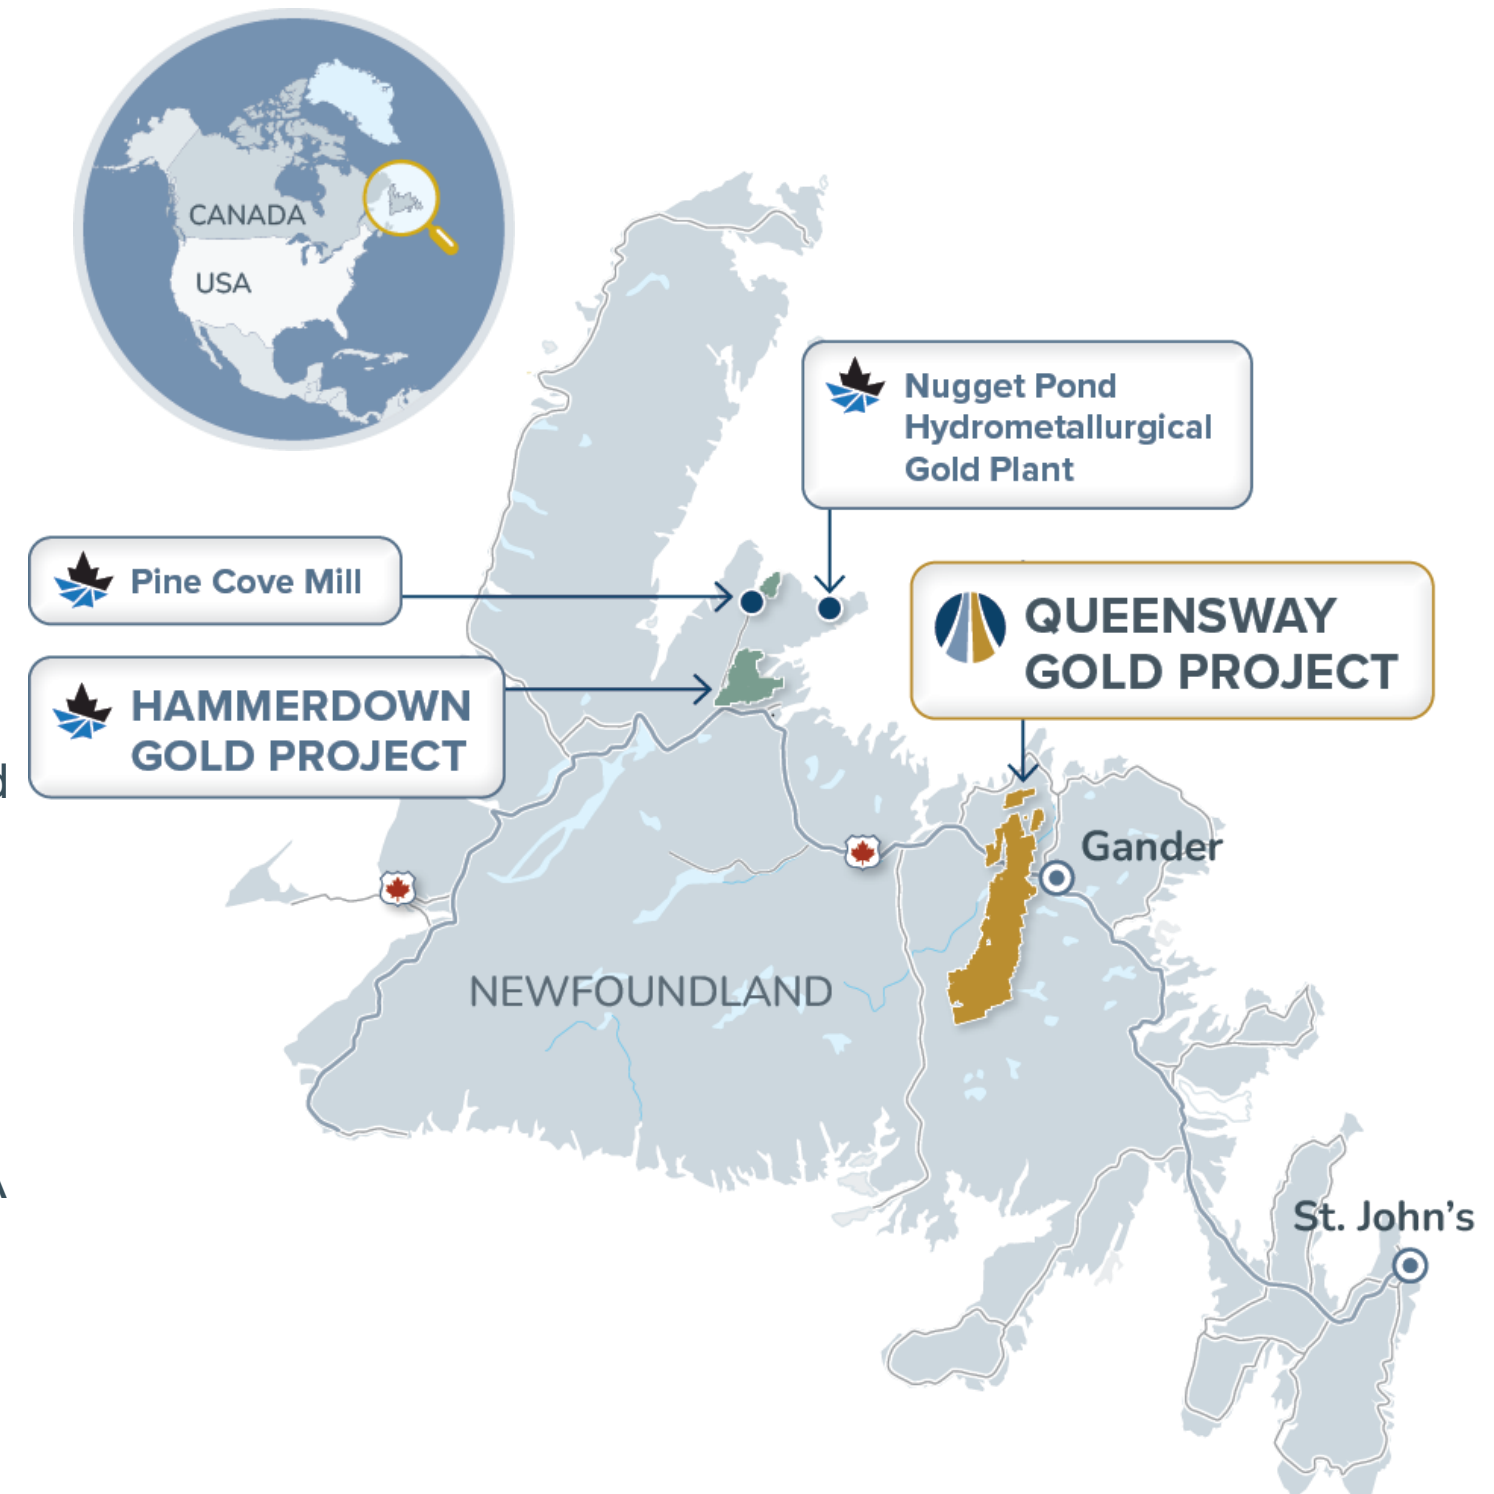 CANADA
USA
Nugget Pond
Hydrometallurgical
Gold Plant
Pine Cove Mill
QUEENSWAY
GOLD PROJECT
HAMMERDOWN
GOLD PROJECT
d
Gander
NEWFOUNDLAND
A
St. John’s